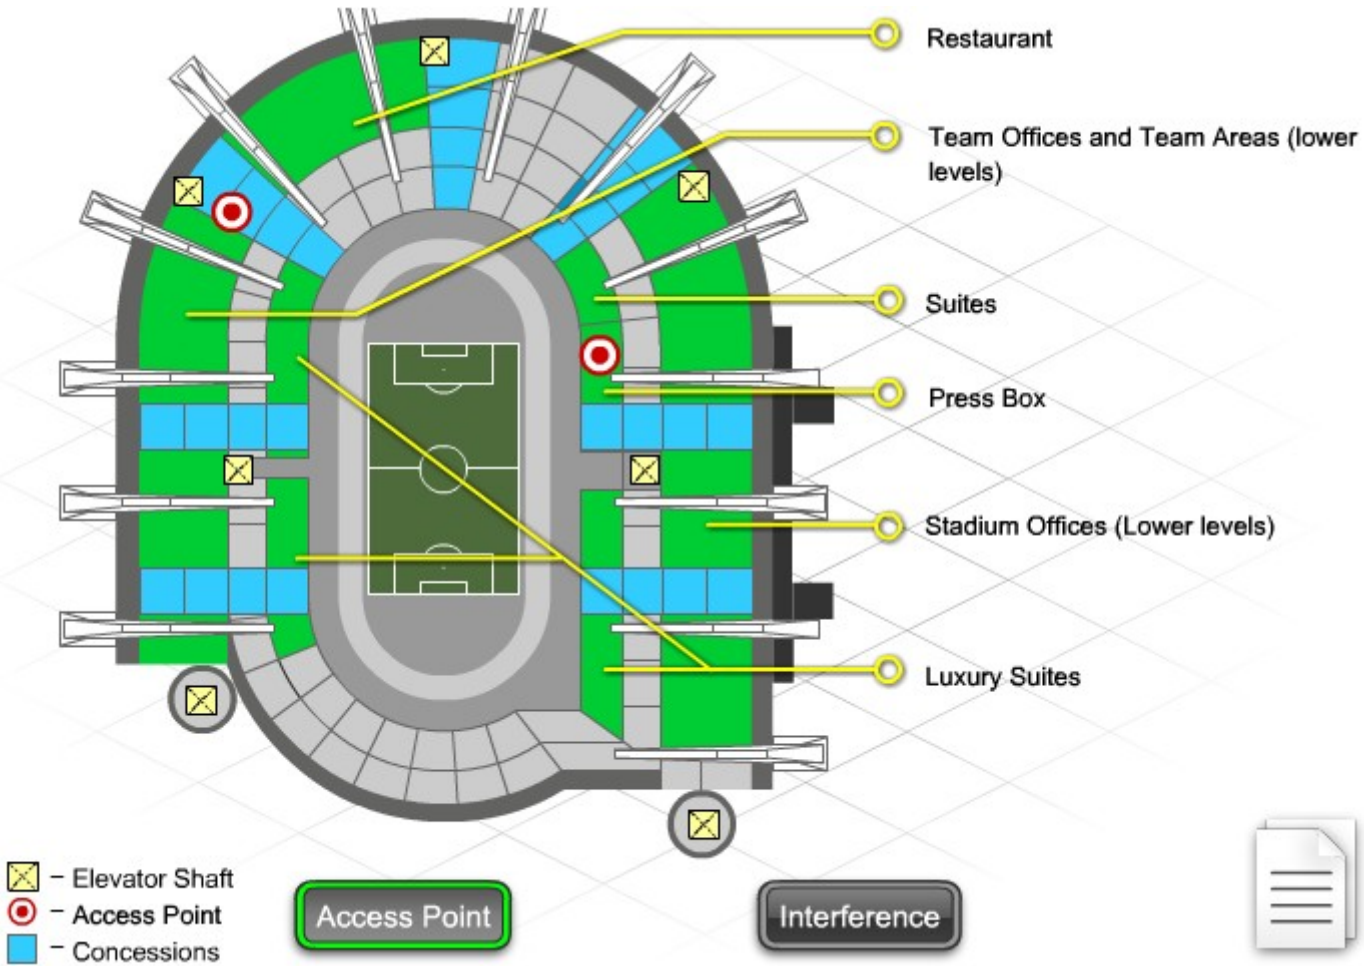 Restaurant
Team Offices and Team Areas (lower
levels)
Suites
Press Box
Stadium Offices (Lower levels)
Luxury Suites
– Elevator Shaft
– Access Point
– Concessions
Access Point
Interference